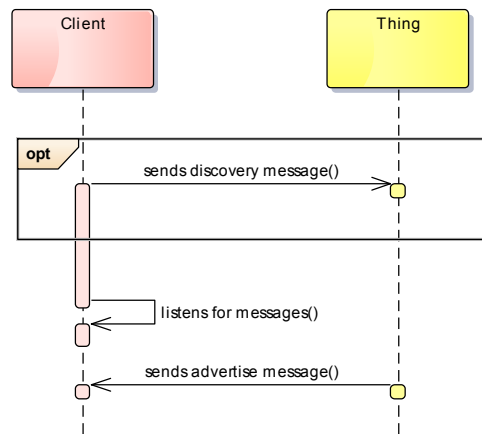 Client
Thing
opt
sends discovery message()
listens for messages()
sends advertise message()